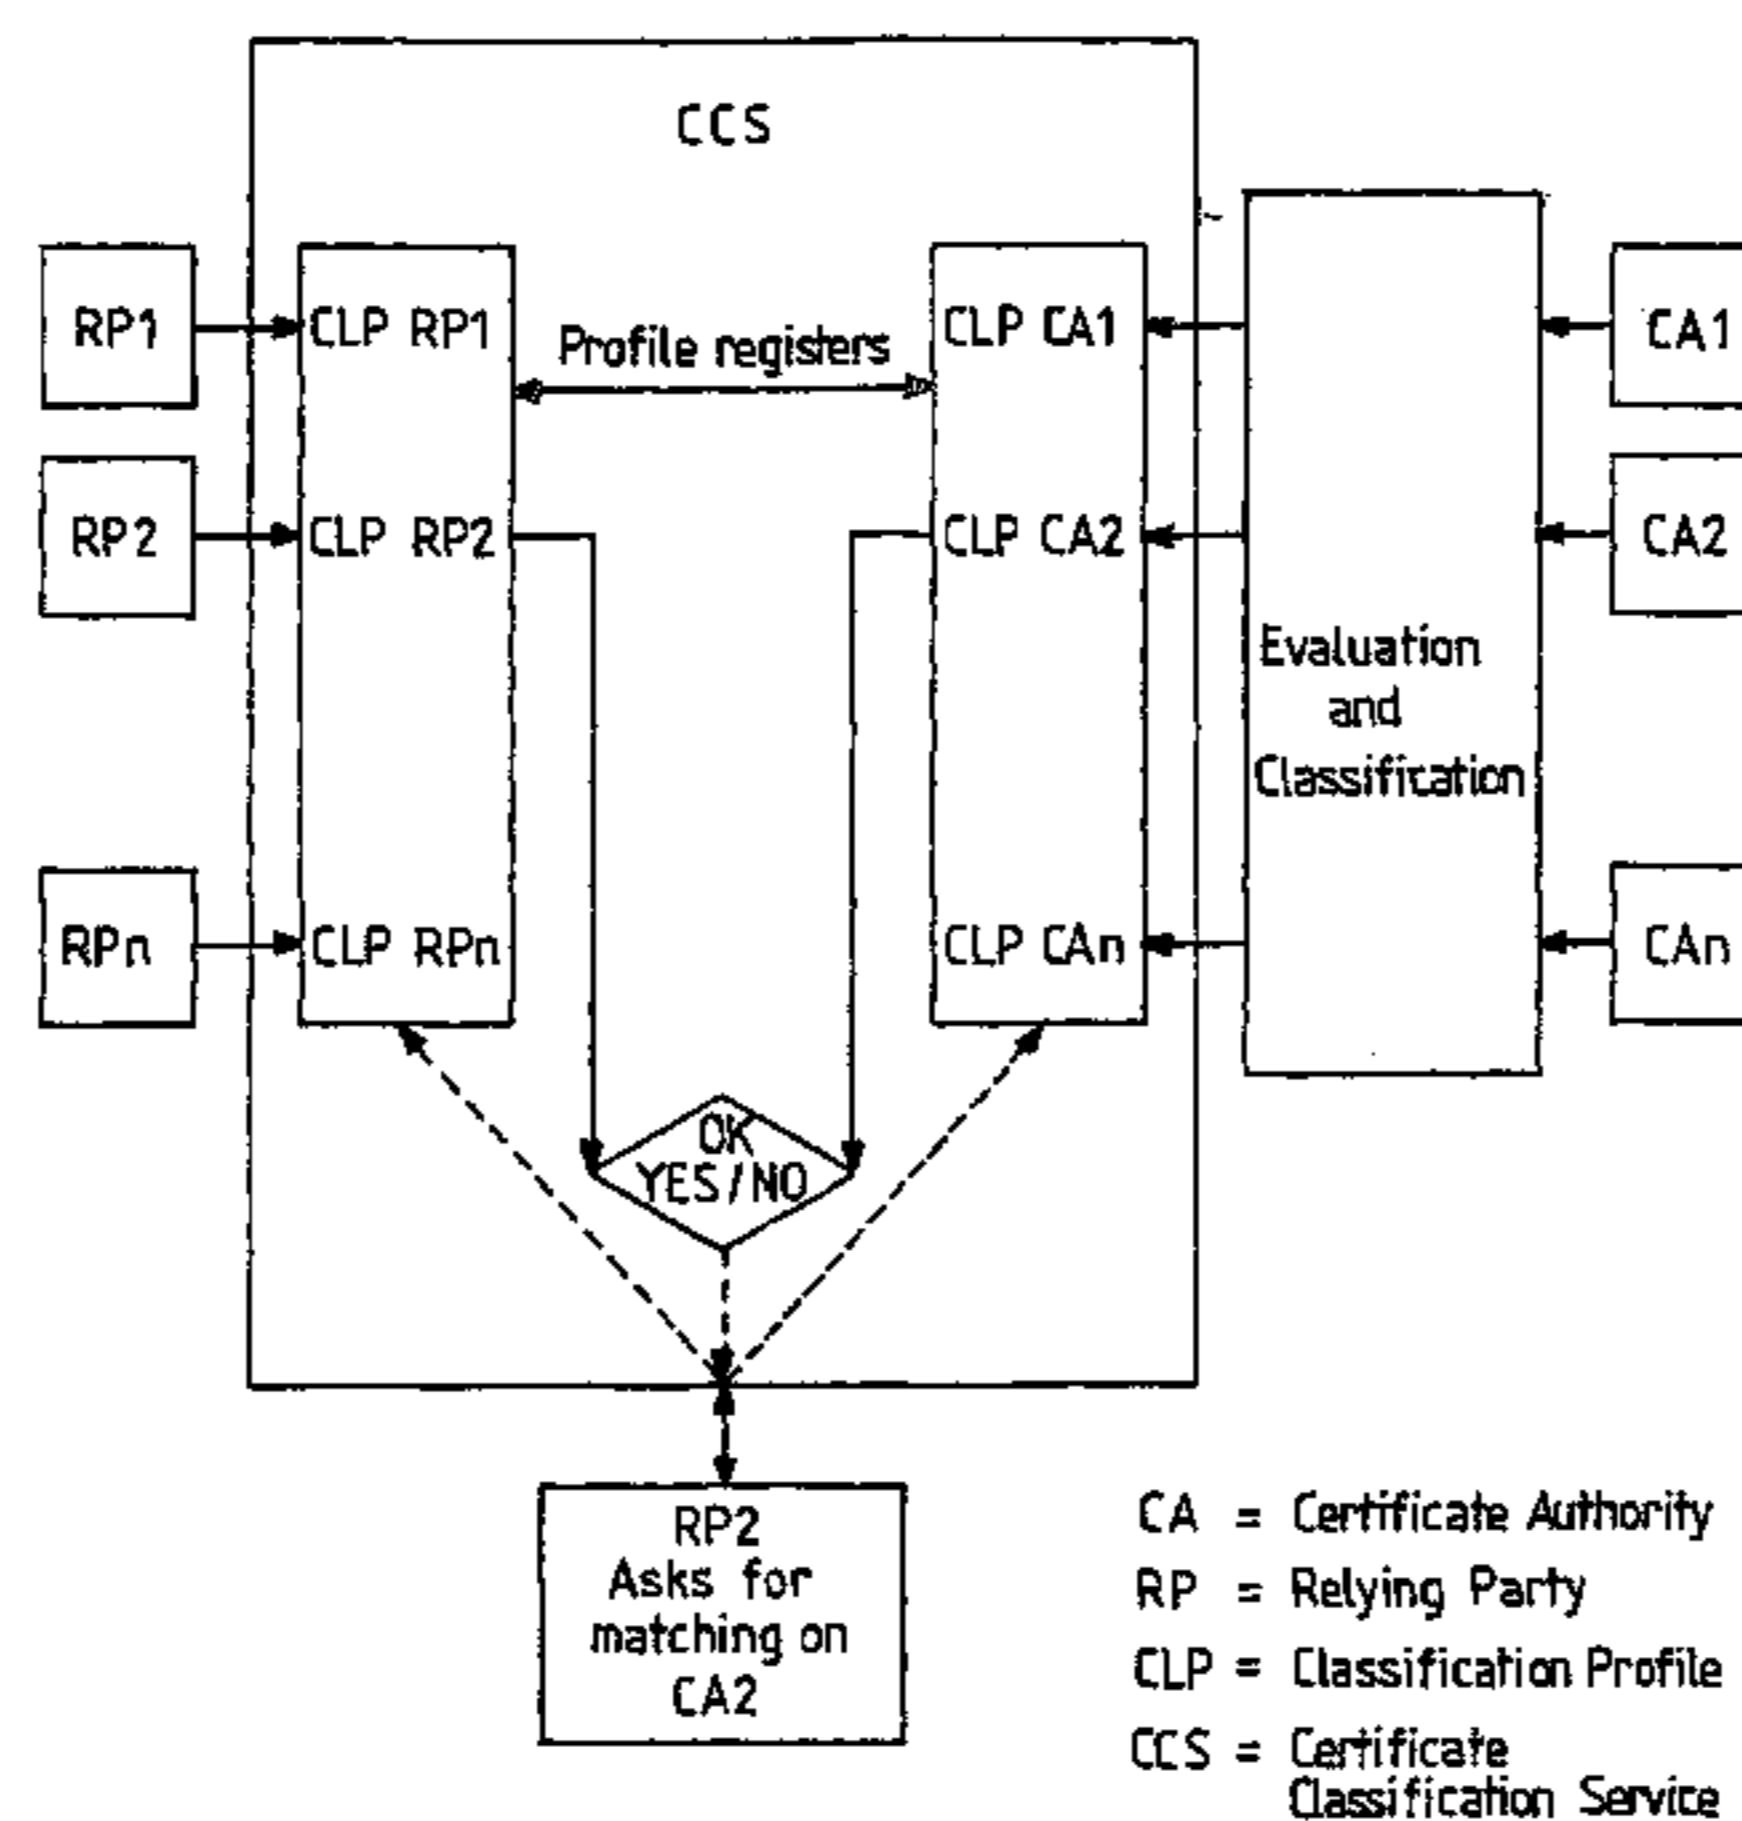 CCS
RP1
CLP RP1
Profile registers
CLP CA1
CA1
RP2
CLP RP2
CLP CA2
CA2
Evaluation
and
Classification
RPn
CLP RPn
CLP CAn
CAn
OK
YES/NO
RP2
Asks for
matching on
CA2
CA = Certificate Authority
RP = Relying Party
CLP = Classification Profile
CCS = Certificate
Classification Service